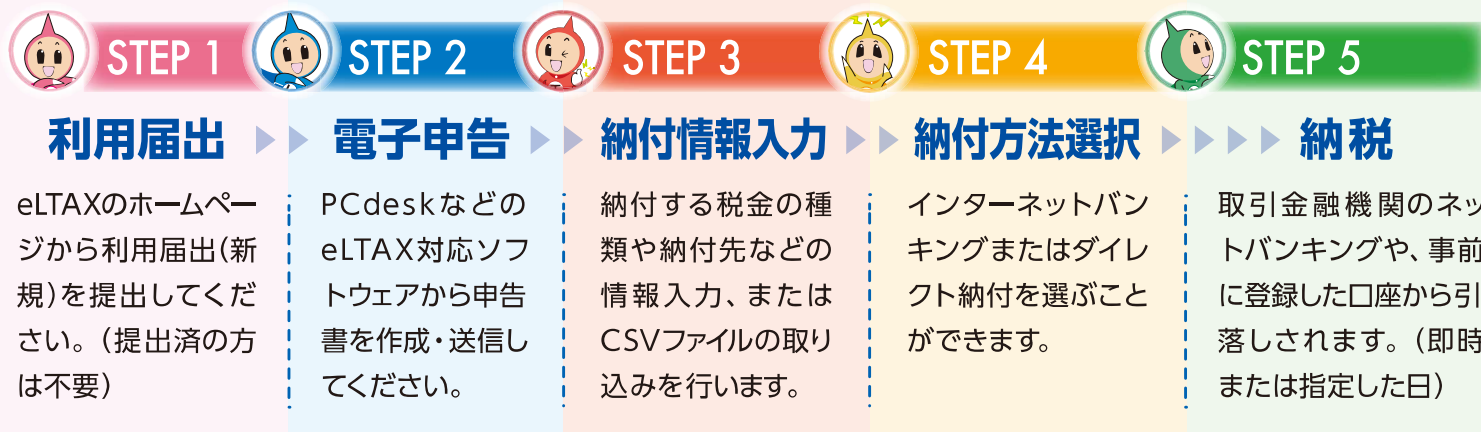 STEP 1
利用届出
eLTAXのホームペー
ジから利用届出(新
規)を提出してくだ
さい。(提出済の方
は不要)
STEP 2
電子申告
PCdeskなどの
eLTAX対応ソフ
トウェアから申告
書を作成・送信し
てください。
STEP 3
納付情報入力
納付する税金の種
類や納付先などの
情報入力、または
CSVファイルの取り
込みを行います。
STEP 4
納付方法選択
インターネットバン
キングまたはダイレ
クト納付を選ぶこと
ができます。
STEP 5
納税
取引金融機関のネッ
トバンキングや、事前
に登録した口座から引
落しされます。(即時
または指定した日)